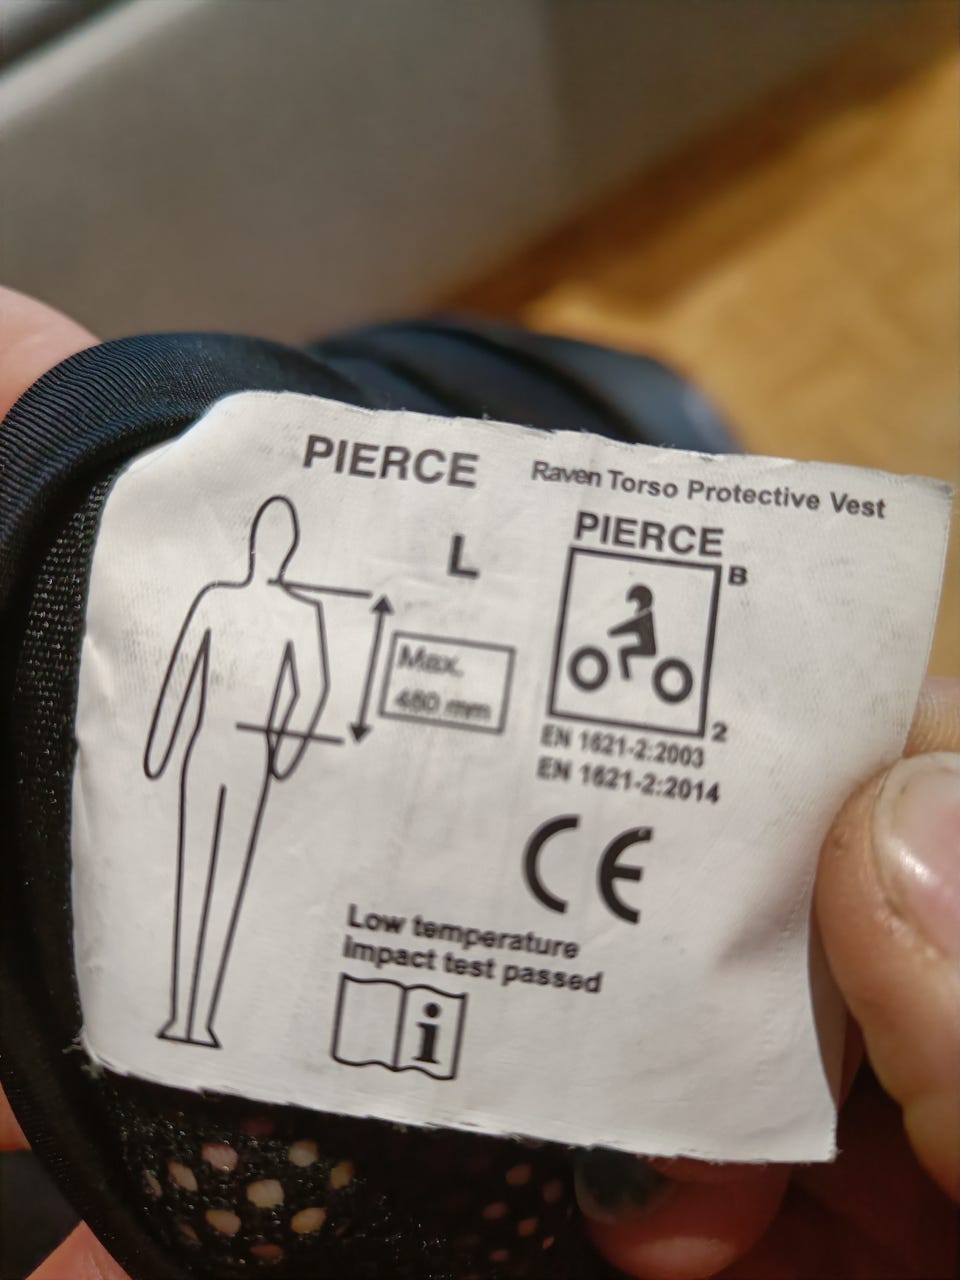 PIERCE
Raven Torso Protective Vest
L
PIERCE
B
Max.
480 mm
2
EN 1621-2:2003
EN 1621-2:2014
CE
Low temperature
Impact test passed
i